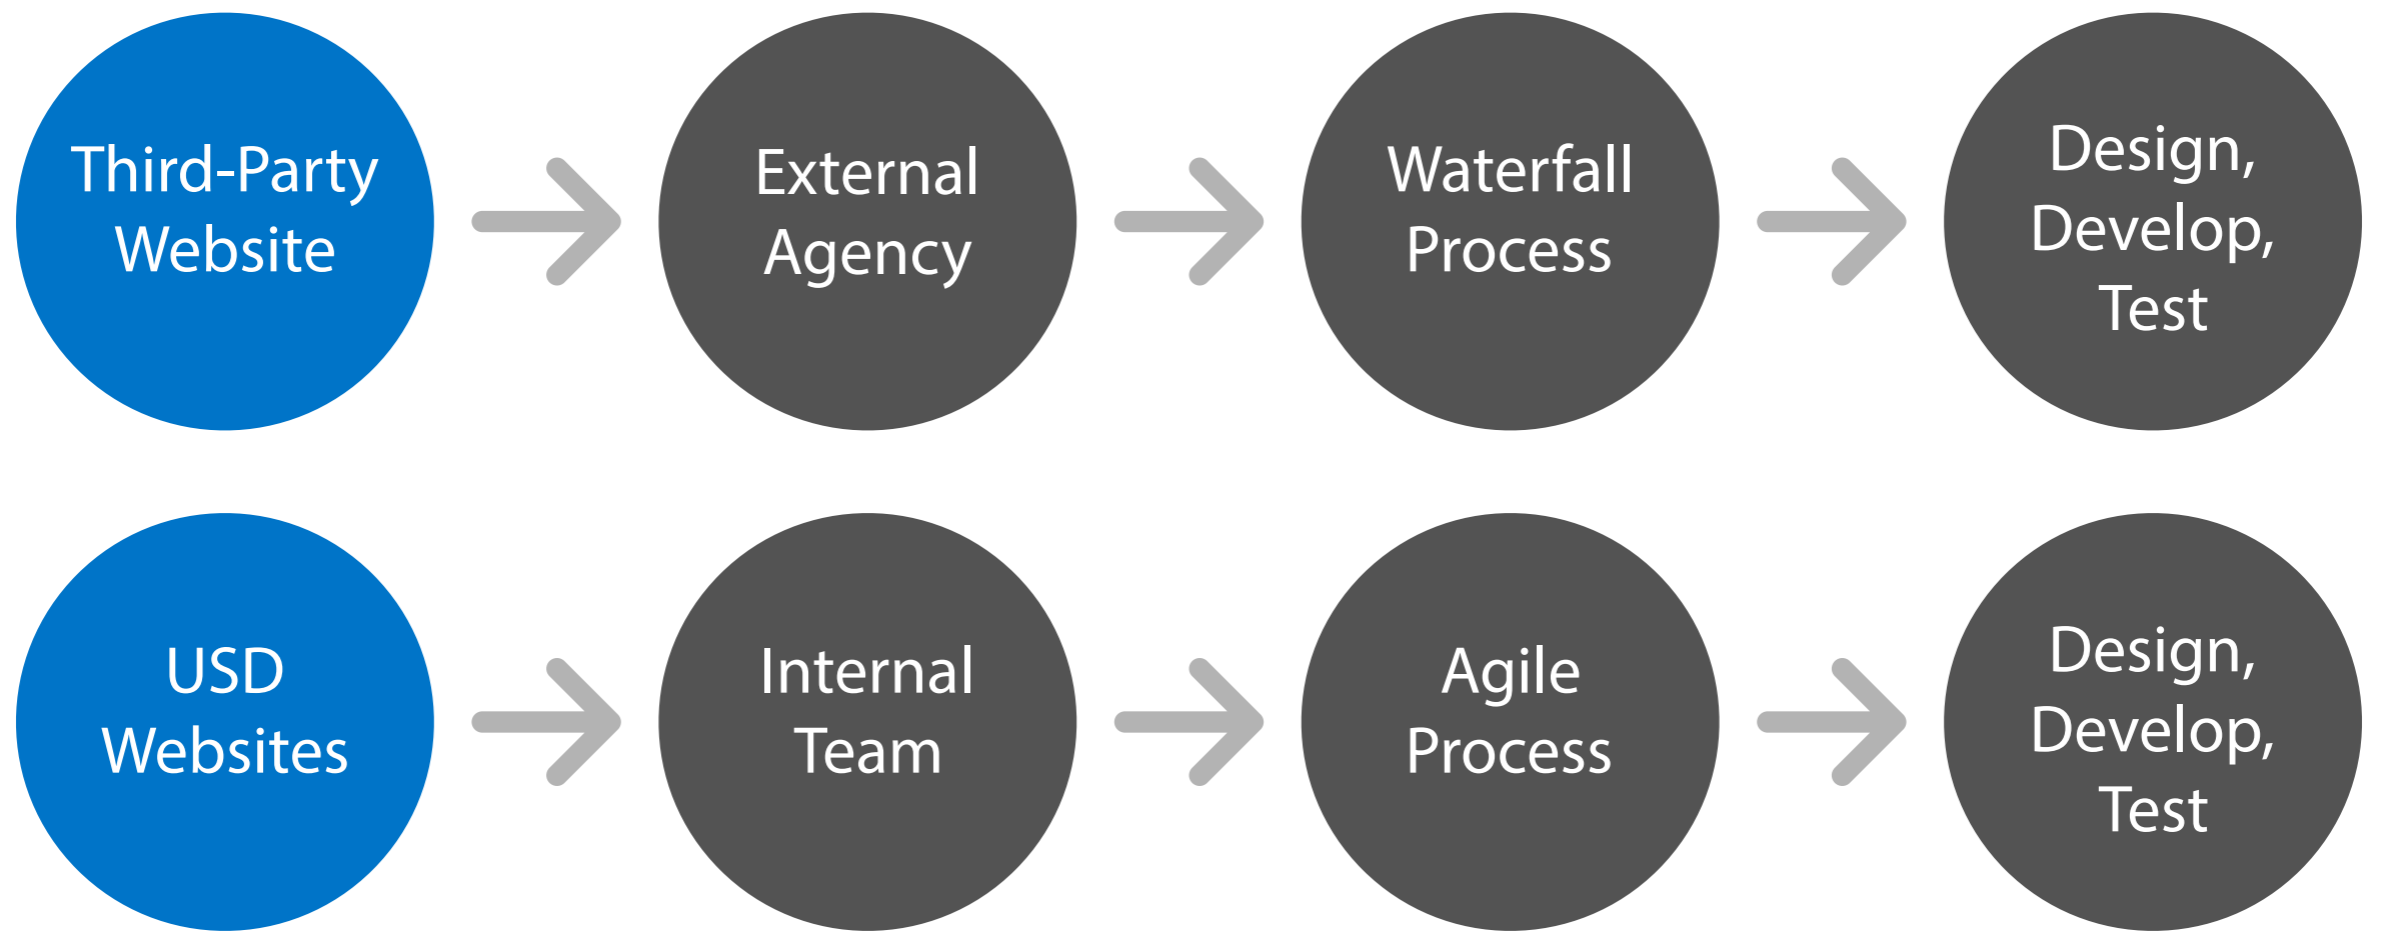 Third-Party
Website
External
Agency
Waterfall
Process
Design,
Develop,
Test
USD
Websites
Internal
Team
Agile
Process
Design,
Develop,
Test